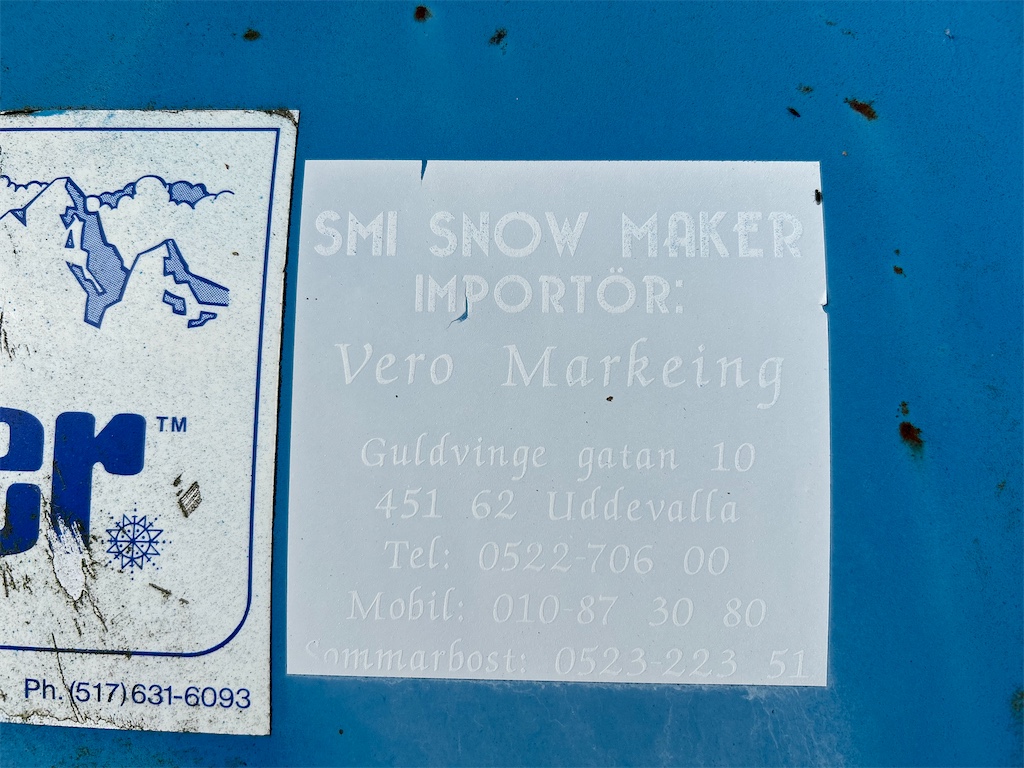 er™
Ph. (517) 631-6093
SMI SNOW MAKER
IMPORTÖR:
Vero Markeing
Guldvinge gatan 10
451 62 Uddevalla
Tel: 0522-706 00
Mobil: 010-87 30 80
Sommarbost: 0523-223 51